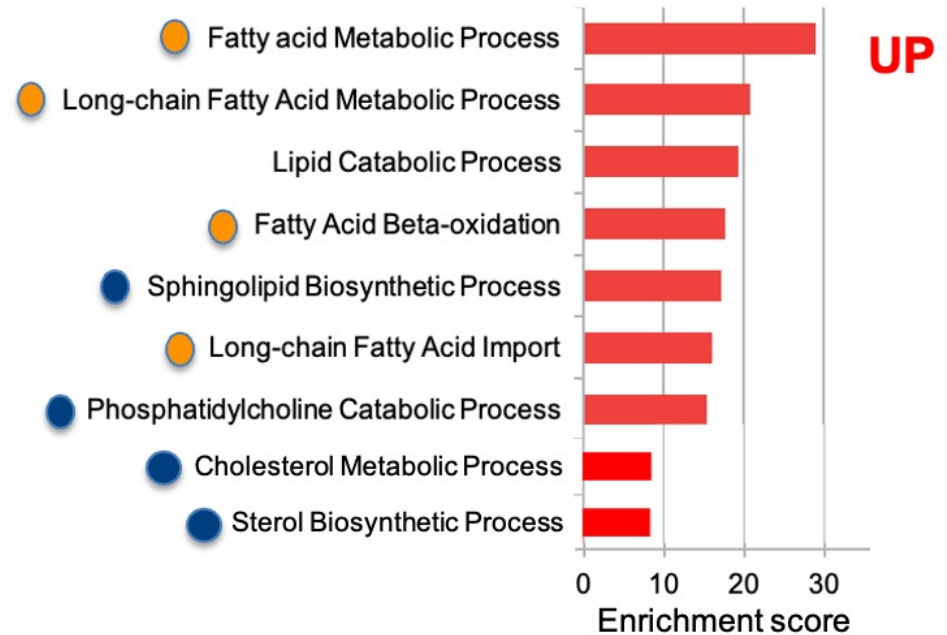 Fatty acid Metabolic Process
UP
Long-chain Fatty Acid Metabolic Process
Lipid Catabolic Process
Fatty Acid Beta-oxidation
Sphingolipid Biosynthetic Process
Long-chain Fatty Acid Import
Phosphatidylcholine Catabolic Process
Cholesterol Metabolic Process
Sterol Biosynthetic Process
0 10 20 30
Enrichment score